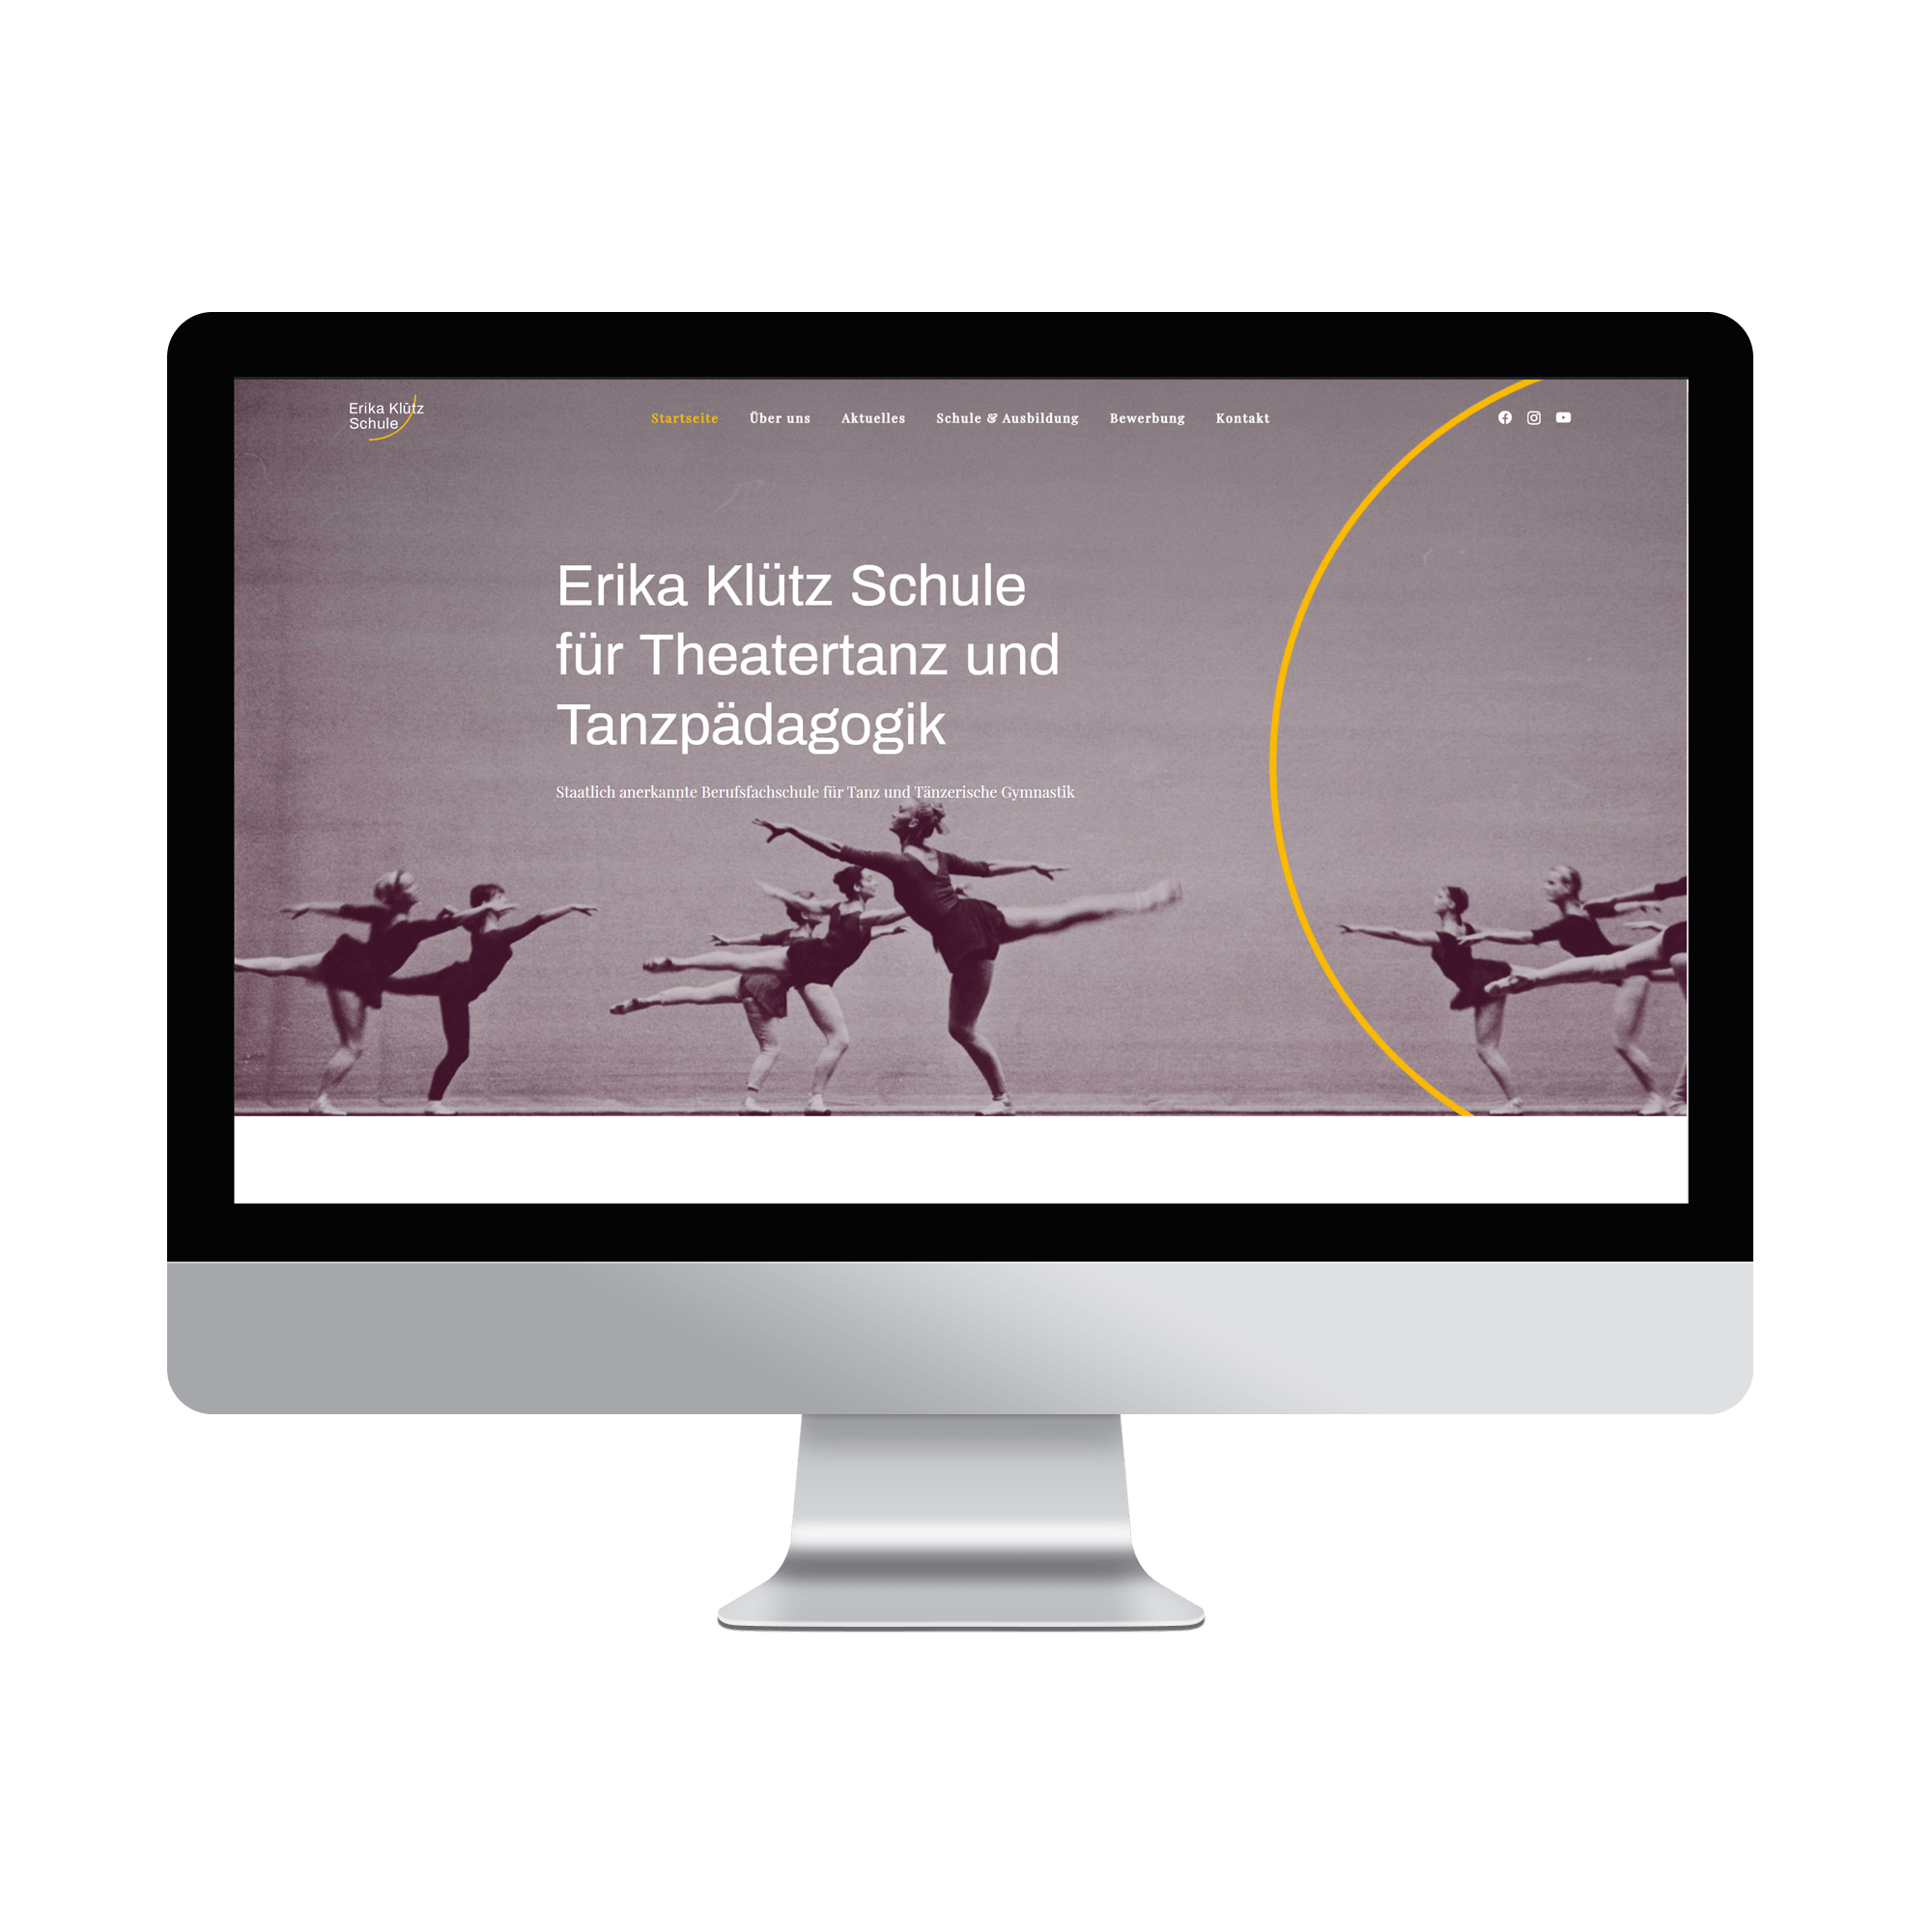 Erika Klütz
Schule
Startseite Über uns Aktuelles Schule & Ausbildung Bewerbung Kontakt
Erika Klütz Schule
für Theatertanz und
Tanzpädagogik
Staatlich anerkannte Berufsfachschule für Tanz und Tänzerische Gymnastik